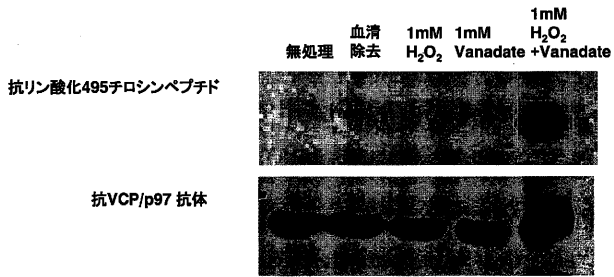 無処理
血清
除去
1mM
H₂O₂
1mM
Vanadate
1mM
H₂O₂
+Vanadate
抗リン酸化495チロシンペプチド
抗VCP/p97 抗体